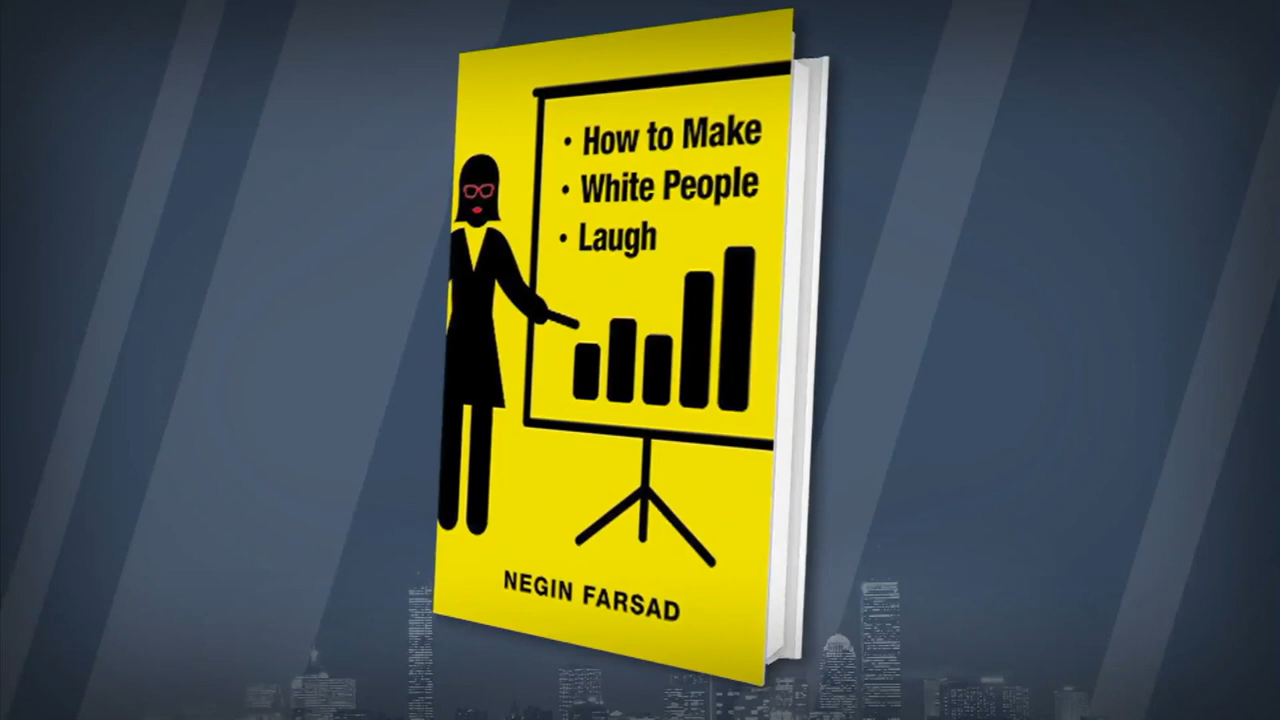 • How to Make
• White People
• Laugh
NEGIN FARSAD